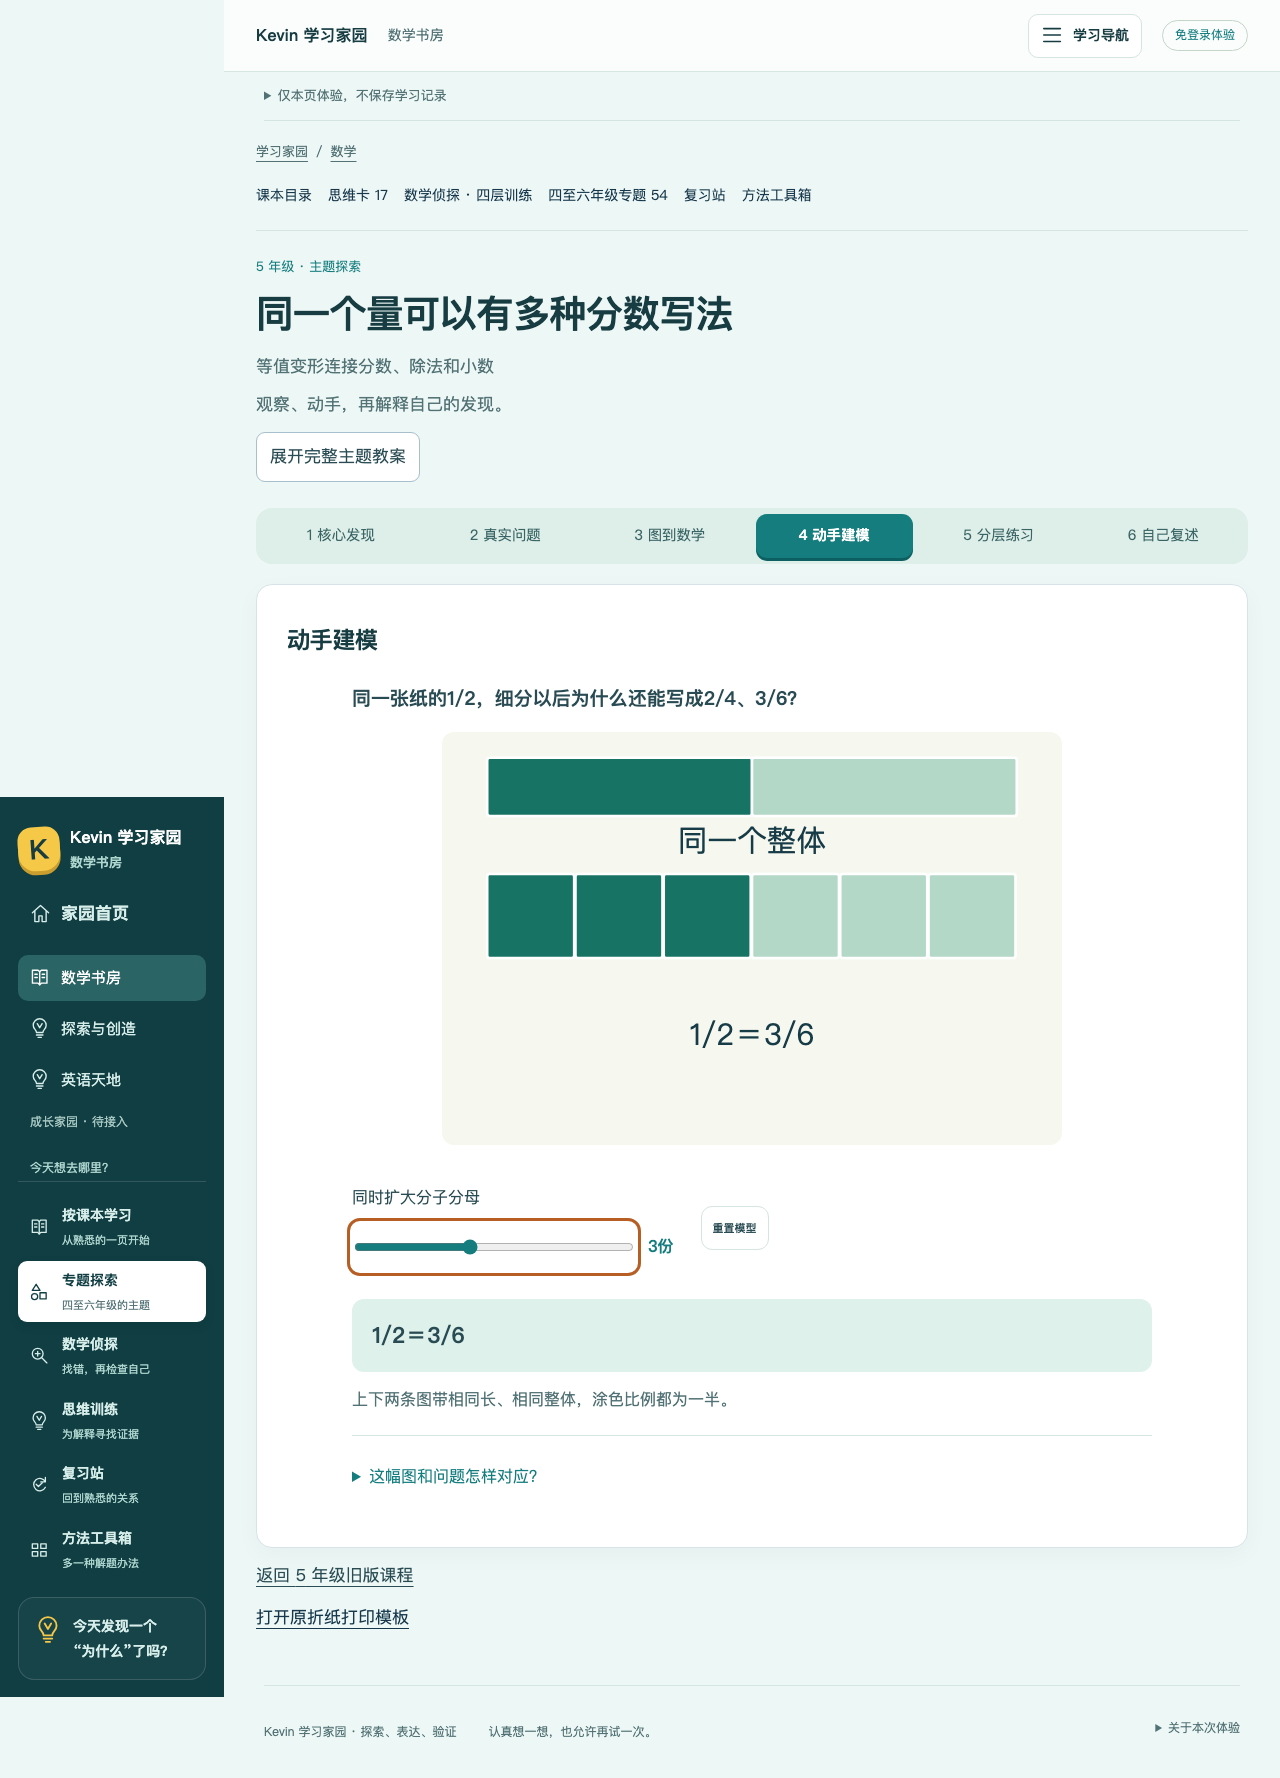 Kevin 学习家园 数学书房 学习导航 免登录体验
▶ 仅本页体验，不保存学习记录
学习家园 / 数学
课本目录 思维卡 17 数学侦探 · 四层训练 四至六年级专题 54 复习站 方法工具箱
5 年级 · 主题探索
同一个量可以有多种分数写法
等值变形连接分数、除法和小数
观察、动手，再解释自己的发现。
展开完整主题教案
1 核心发现 2 真实问题 3 图到数学 4 动手建模 5 分层练习 6 自己复述
动手建模
同一张纸的1/2，细分以后为什么还能写成2/4、3/6？
同一个整体
1/2＝3/6
同时扩大分子分母
3份
重置模型
1/2＝3/6
上下两条图带相同长、相同整体，涂色比例都为一半。
▶ 这幅图和问题怎样对应？
返回 5 年级旧版课程
打开原折纸打印模板
K
Kevin 学习家园
数学书房
家园首页
数学书房
探索与创造
英语天地
成长家园 · 待接入
今天想去哪里？
按课本学习
从熟悉的一页开始
专题探索
四至六年级的主题
数学侦探
找错，再检查自己
思维训练
为解释寻找证据
复习站
回到熟悉的关系
方法工具箱
多一种解题办法
今天发现一个
“为什么”了吗？
Kevin 学习家园 · 探索、表达、验证 认真想一想，也允许再试一次。 ▶ 关于本次体验